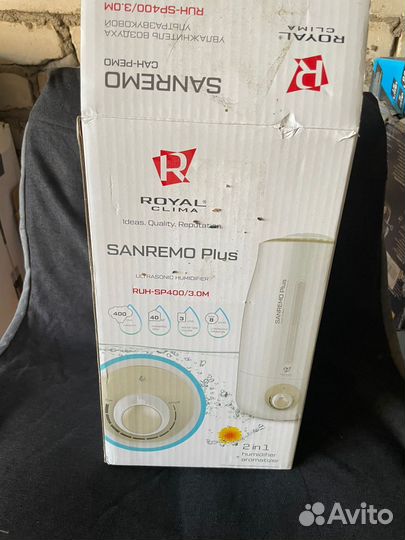 RUH-SP400/3.0M
УЛЬТРАЗВУКОВОЙ
УВЛАЖНИТЕЛЬ ВОЗДУХА
САН-РЕМО
SANREMO
ROYAL
CLIMA
ROYAL
CLIMA
Ideas. Quality. Reputation.
SANREMO Plus
ULTRASONIC HUMIDIFIER
RUH-SP400/3.0M
400
40
3
8
SANREMO Plus
2 in 1
humidifier
aromatizer
Avito